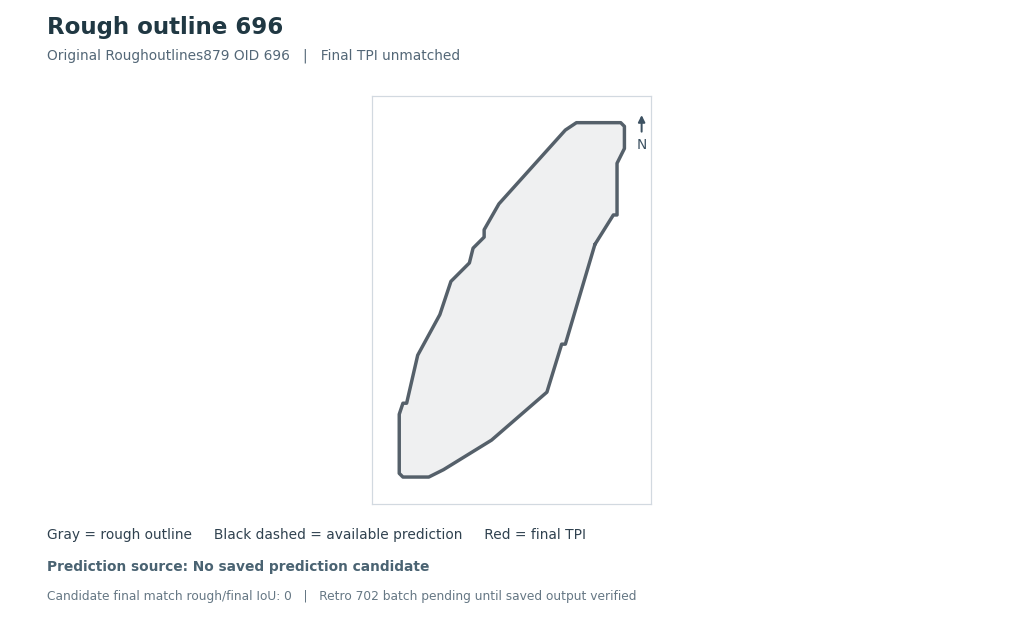 Rough outline 696
Original Roughoutlines879 OID 696   |   Final TPI unmatched
N
Gray = rough outline     Black dashed = available prediction     Red = final TPI
Prediction source: No saved prediction candidate
Candidate final match rough/final IoU: 0   |   Retro 702 batch pending until saved output verified